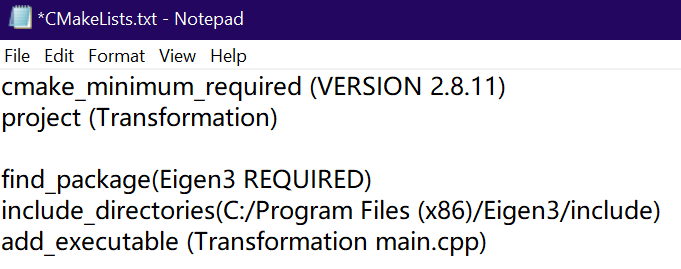 *CMakeLists.txt - Notepad
File Edit Format View Help
cmake_minimum_required (VERSION 2.8.11)
project (Transformation)
find_package(Eigen3 REQUIRED)
include_directories(C:/Program Files (x86)/Eigen3/include)
add_executable (Transformation main.cpp)